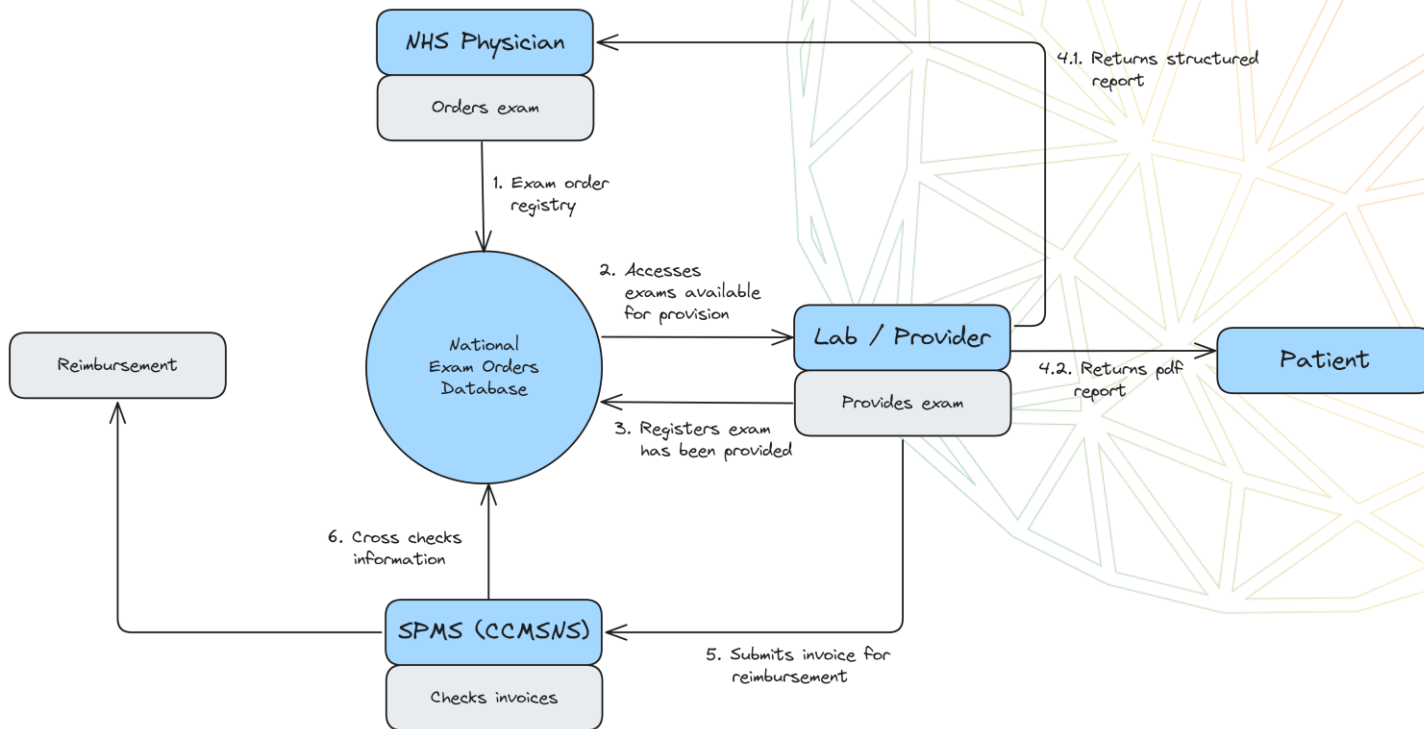 NHS Physician
Orders exam
4.1. Returns structured
report
1. Exam order
registry
2. Accesses
exams available
for provision
National
Exam Orders
Database
Lab / Provider
Provides exam
Patient
4.2. Returns pdf
report
Reimbursement
3. Registers exam
has been provided
6. Cross checks
information
SPMS (CCMSNS)
Checks invoices
5. Submits invoice for
reimbursement